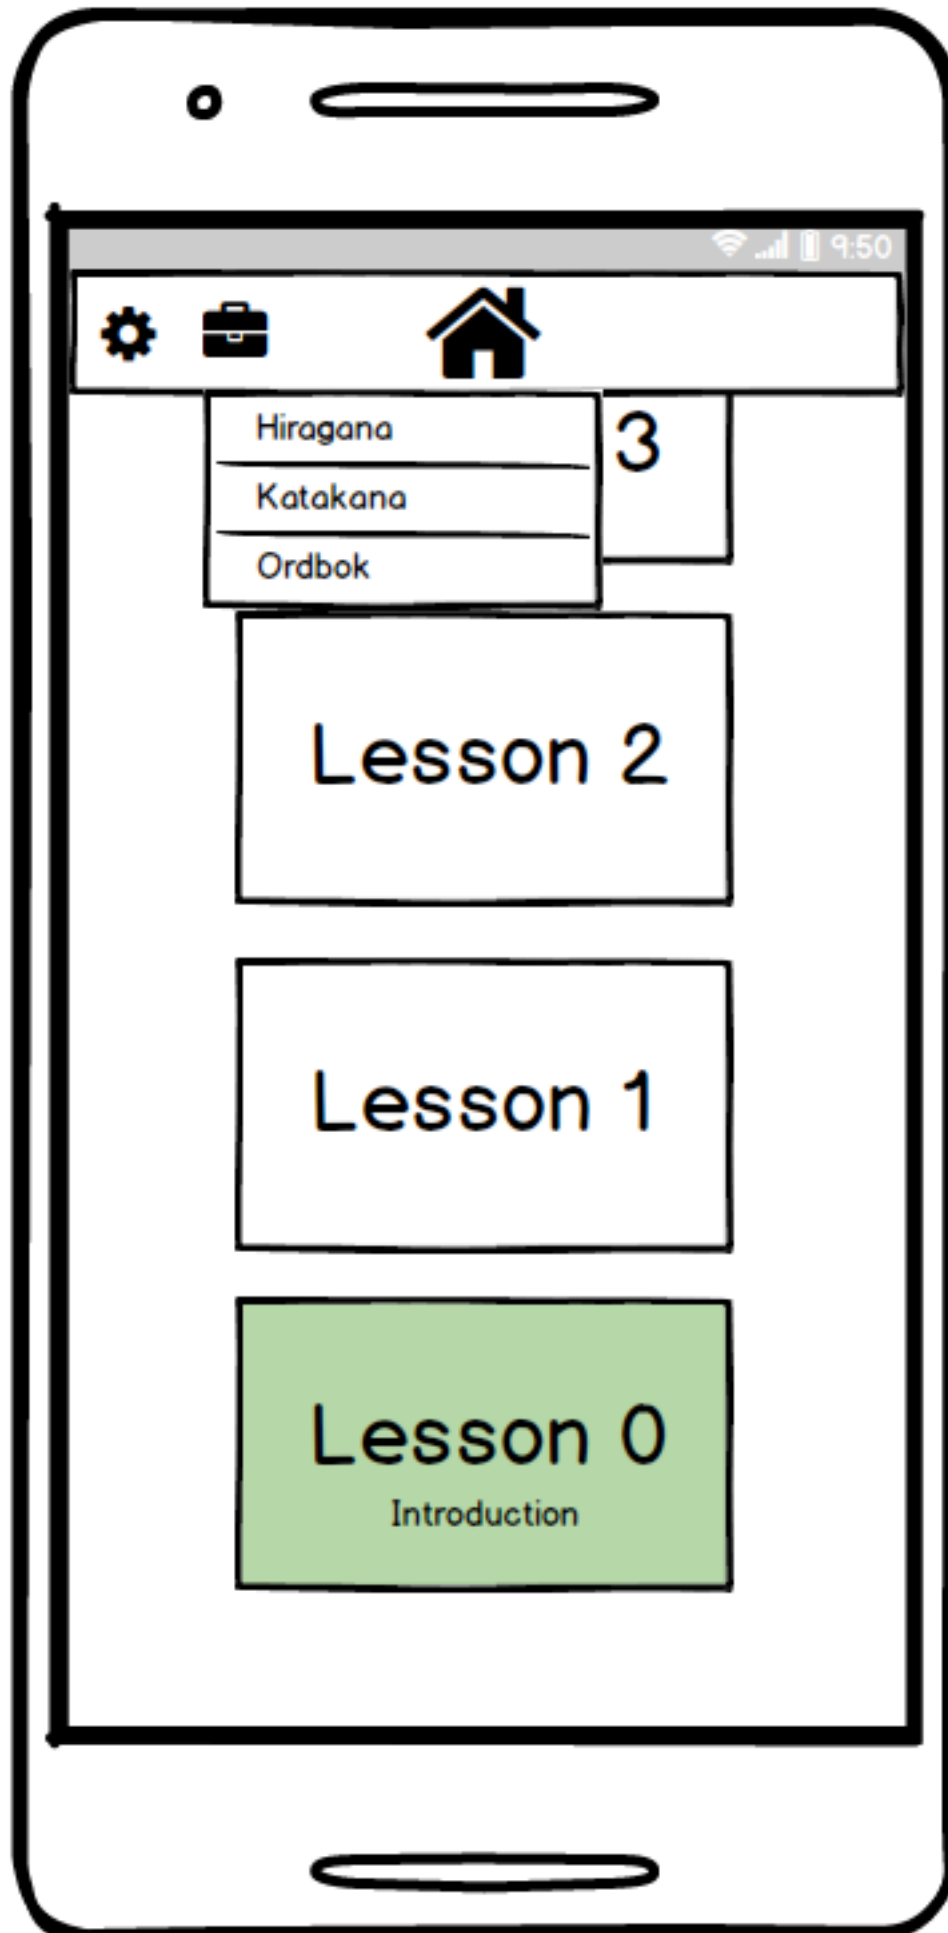 9:50
Hiragana
3
Katakana
Ordbok
Lesson 2
Lesson 1
Lesson 0
Introduction